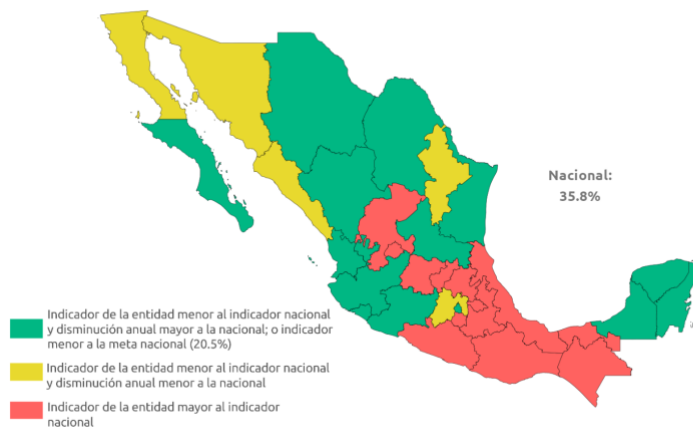 Nacional:
35.8%
Indicador de la entidad menor al indicador nacional
y disminución anual mayor a la nacional; o indicador
menor a la meta nacional (20.5%)
Indicador de la entidad menor al indicador nacional
y disminución anual menor a la nacional
Indicador de la entidad mayor al indicador
nacional